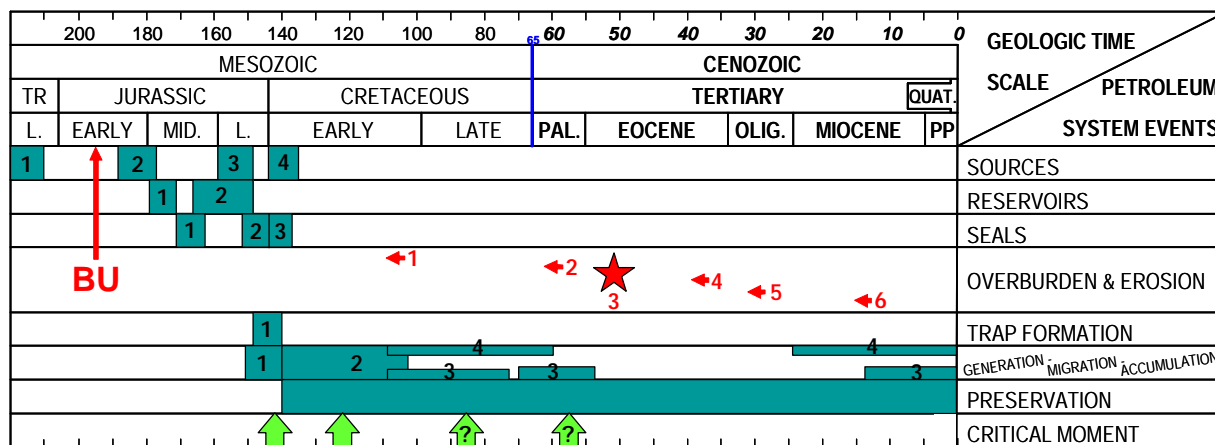 200 180 160 140 120 100 80 65 60 50 40 30 20 10 0
GEOLOGIC TIME
SCALE
PETROLEUM
SYSTEM EVENTS
MESOZOIC CENOZOIC
TR JURASSIC CRETACEOUS TERTIARY QUAT.
L. EARLY MID. L. EARLY LATE PAL. EOCENE OLIG. MIOCENE PP
1 2 3 4 SOURCES
1 2 RESERVOIRS
1 2 3 SEALS
BU 1 2 3 4 5 6 OVERBURDEN & EROSION
1 TRAP FORMATION
1 2 3 4 3 4 3 GENERATION - MIGRATION - ACCUMULATION
PRESERVATION
? ? CRITICAL MOMENT